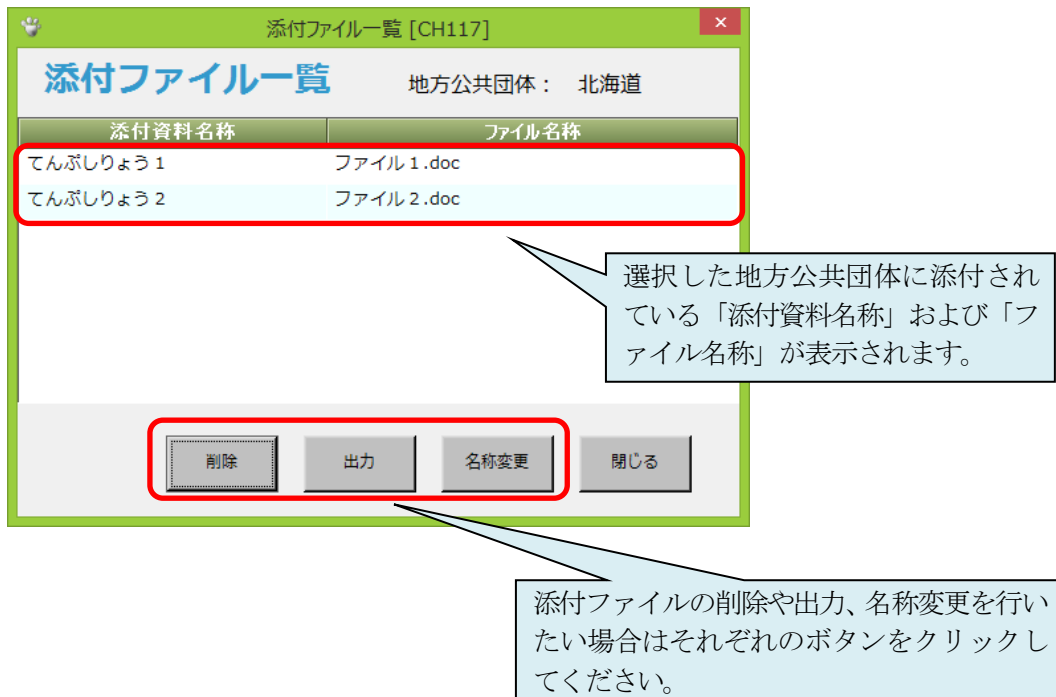 添付ファイル一覧 [CH117]
添付ファイル一覧
地方公共団体： 北海道
添付資料名称 ファイル名称
てんぷしりょう１ ファイル１.doc
てんぷしりょう２ ファイル２.doc
選択した地方公共団体に添付され
ている「添付資料名称」および「フ
ァイル名称」が表示されます。
削除 出力 名称変更 閉じる
添付ファイルの削除や出力、名称変更を行い
たい場合はそれぞれのボタンをクリックし
てください。